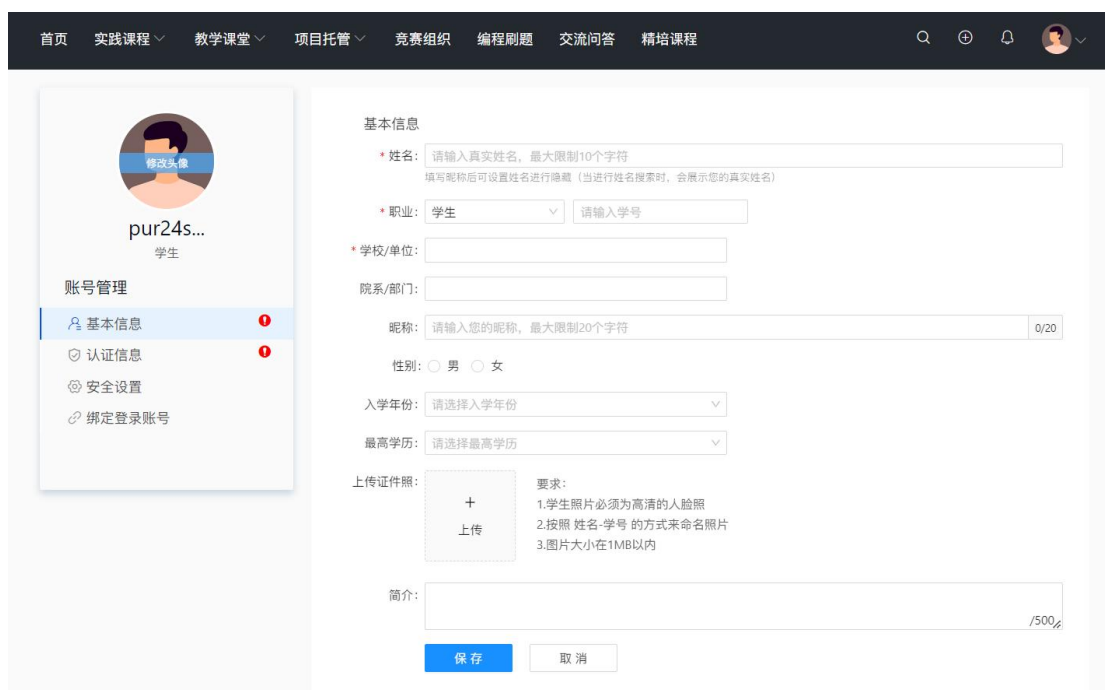 首页 实践课程 教学课堂 项目托管 竞赛组织 编程刷题 交流问答 精培课程
修改头像
pur24s...
学生
账号管理
基本信息
认证信息
安全设置
绑定登录账号
基本信息
* 姓名: 请输入真实姓名，最大限制10个字符
填写昵称后可设置姓名进行隐藏（当进行姓名搜索时，会展示您的真实姓名）
* 职业: 学生 请输入学号
* 学校/单位:
院系/部门:
昵称: 请输入您的昵称，最大限制20个字符 0/20
性别: 男 女
入学年份: 请选择入学年份
最高学历: 请选择最高学历
上传证件照:
+
上传
要求:
1.学生照片必须为高清的人脸照
2.按照 姓名-学号 的方式来命名照片
3.图片大小在1MB以内
简介:
/500
保存 取消